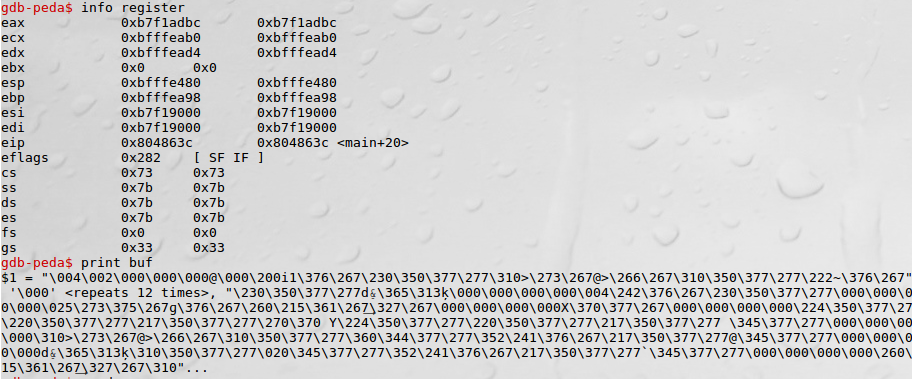 gdb-peda$ info register
eax            0xb7f1adbc       0xb7f1adbc
ecx            0xbfffeab0       0xbfffeab0
edx            0xbfffead4       0xbfffead4
ebx            0x0      0x0
esp            0xbfffe480       0xbfffe480
ebp            0xbfffea98       0xbfffea98
esi            0xb7f19000       0xb7f19000
edi            0xb7f19000       0xb7f19000
eip            0x804863c        0x804863c <main+20>
eflags         0x282    [ SF IF ]
cs             0x73     0x73
ss             0x7b     0x7b
ds             0x7b     0x7b
es             0x7b     0x7b
fs             0x0      0x0
gs             0x33     0x33
gdb-peda$ print buf
$1 = "\004\002\000\000\000@\000\200i1\376\267\230\350\377\277\310>\273\267@>\266\267\310\350\377\277\222~\376\267"
'\000' <repeats 12 times>, "\230\350\377\277d\365\313ķ\000\000\000\000\004\242\376\267\230\350\377\277\000\000\0
0\000\025\273\375\267g\376\267\260\215\361\267\327\267\000\000\000\000X\370\377\267\000\000\000\000\224\350\377\27
\220\350\377\277\217\350\377\277\270\370 Y\224\350\377\277\220\350\377\277\217\350\377\277 \345\377\277\000\000\00
\000\310>\273\267@>\266\267\310\350\377\277\360\344\377\277\352\241\376\267\217\350\377\277@\345\377\277\000\000\0
0\000d\365\313ķ\310\350\377\277\020\345\377\277\352\241\376\267\217\350\377\277`\345\377\277\000\000\000\000\260\
15\361\267\327\267\310"...